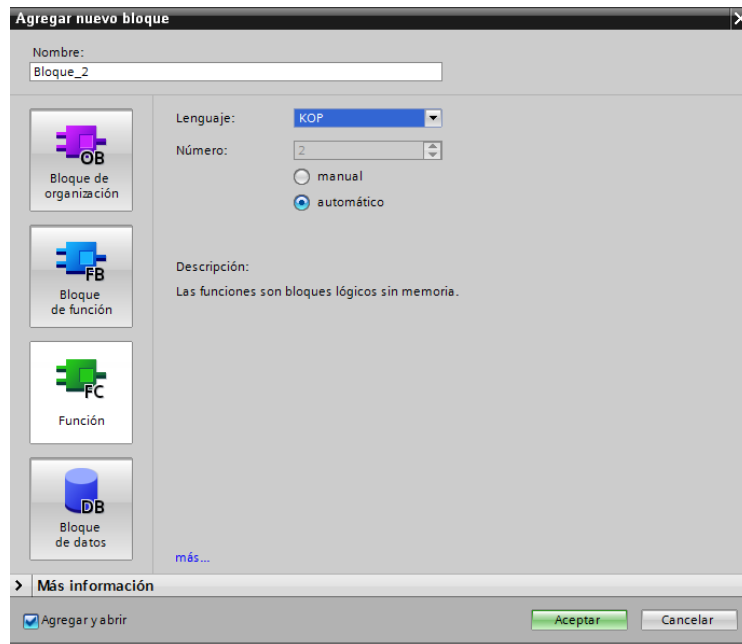 Agregar nuevo bloque
Nombre:
Bloque_2
OB
Bloque de
organización
FB
Bloque
de función
FC
Función
DB
Bloque
de datos
Lenguaje:
KOP
Número:
2
manual
automático
Descripción:
Las funciones son bloques lógicos sin memoria.
más...
Más información
Agregar y abrir
Aceptar
Cancelar